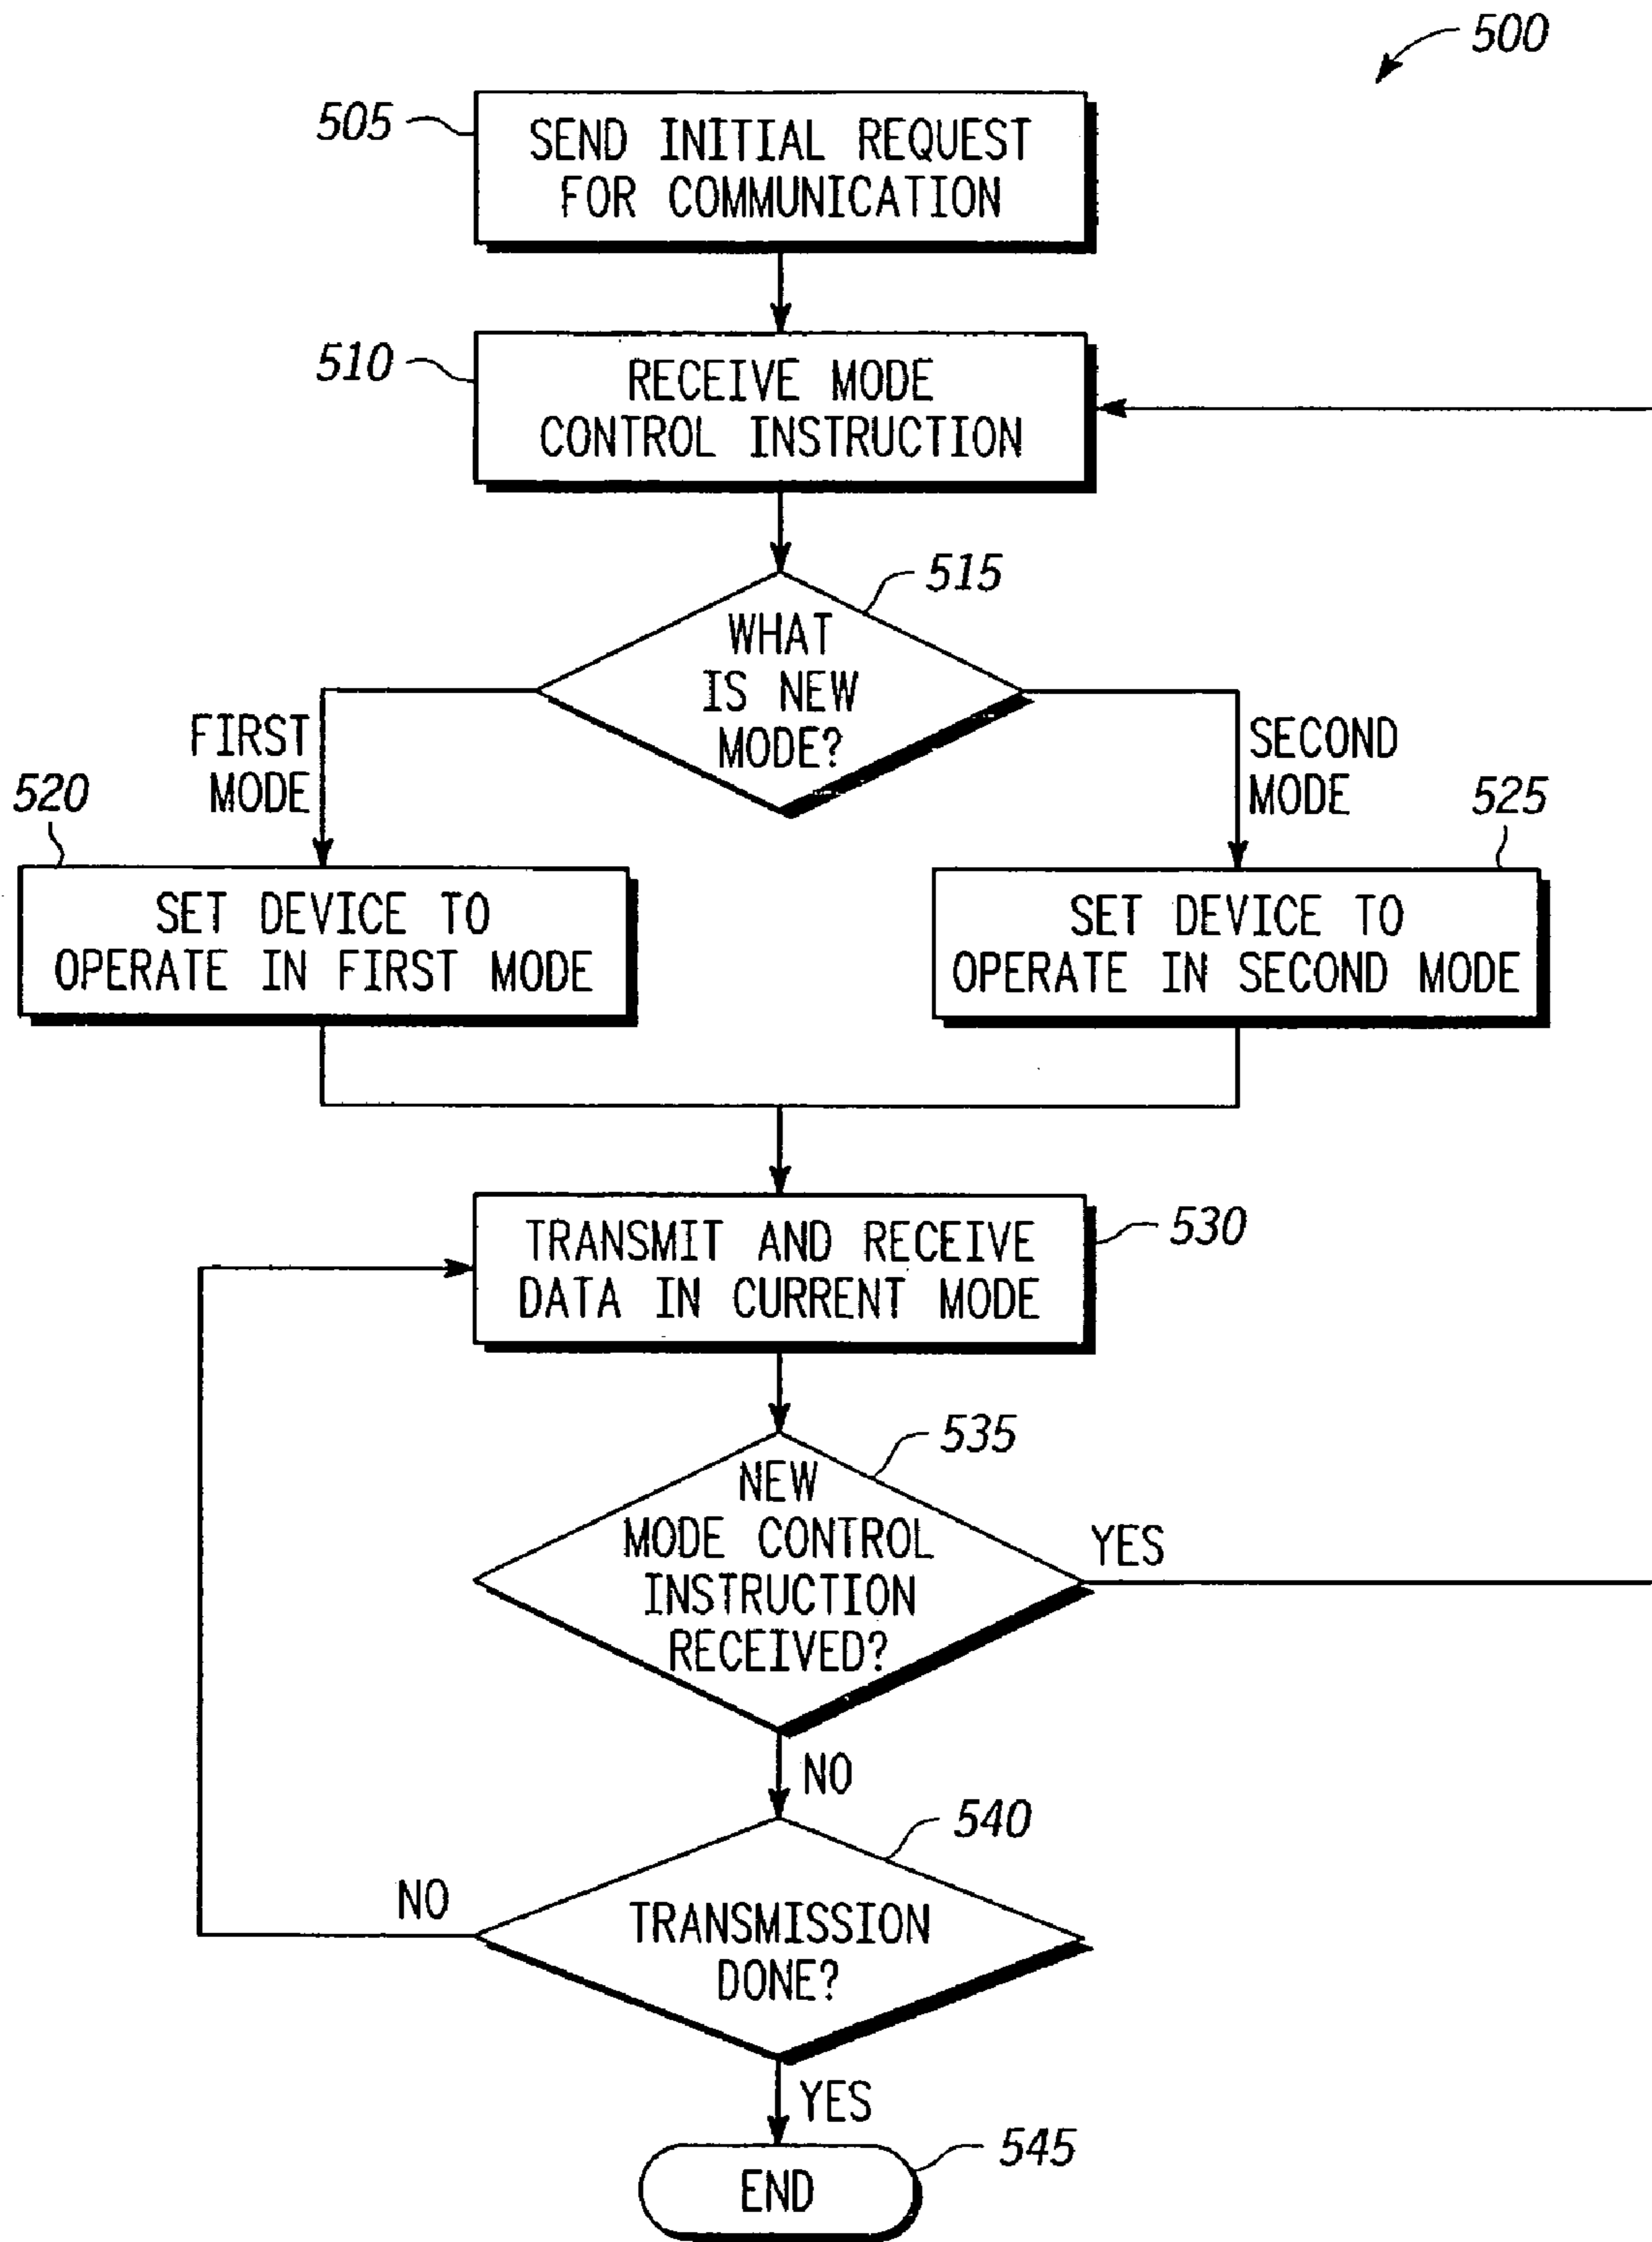 500
505
SEND INITIAL REQUEST
FOR COMMUNICATION
510
RECEIVE MODE
CONTROL INSTRUCTION
515
WHAT
IS NEW
MODE?
FIRST
MODE
SECOND
MODE
520
525
SET DEVICE TO
OPERATE IN FIRST MODE
SET DEVICE TO
OPERATE IN SECOND MODE
530
TRANSMIT AND RECEIVE
DATA IN CURRENT MODE
535
NEW
MODE CONTROL
INSTRUCTION
RECEIVED?
YES
NO
540
NO
TRANSMISSION
DONE?
YES
545
END